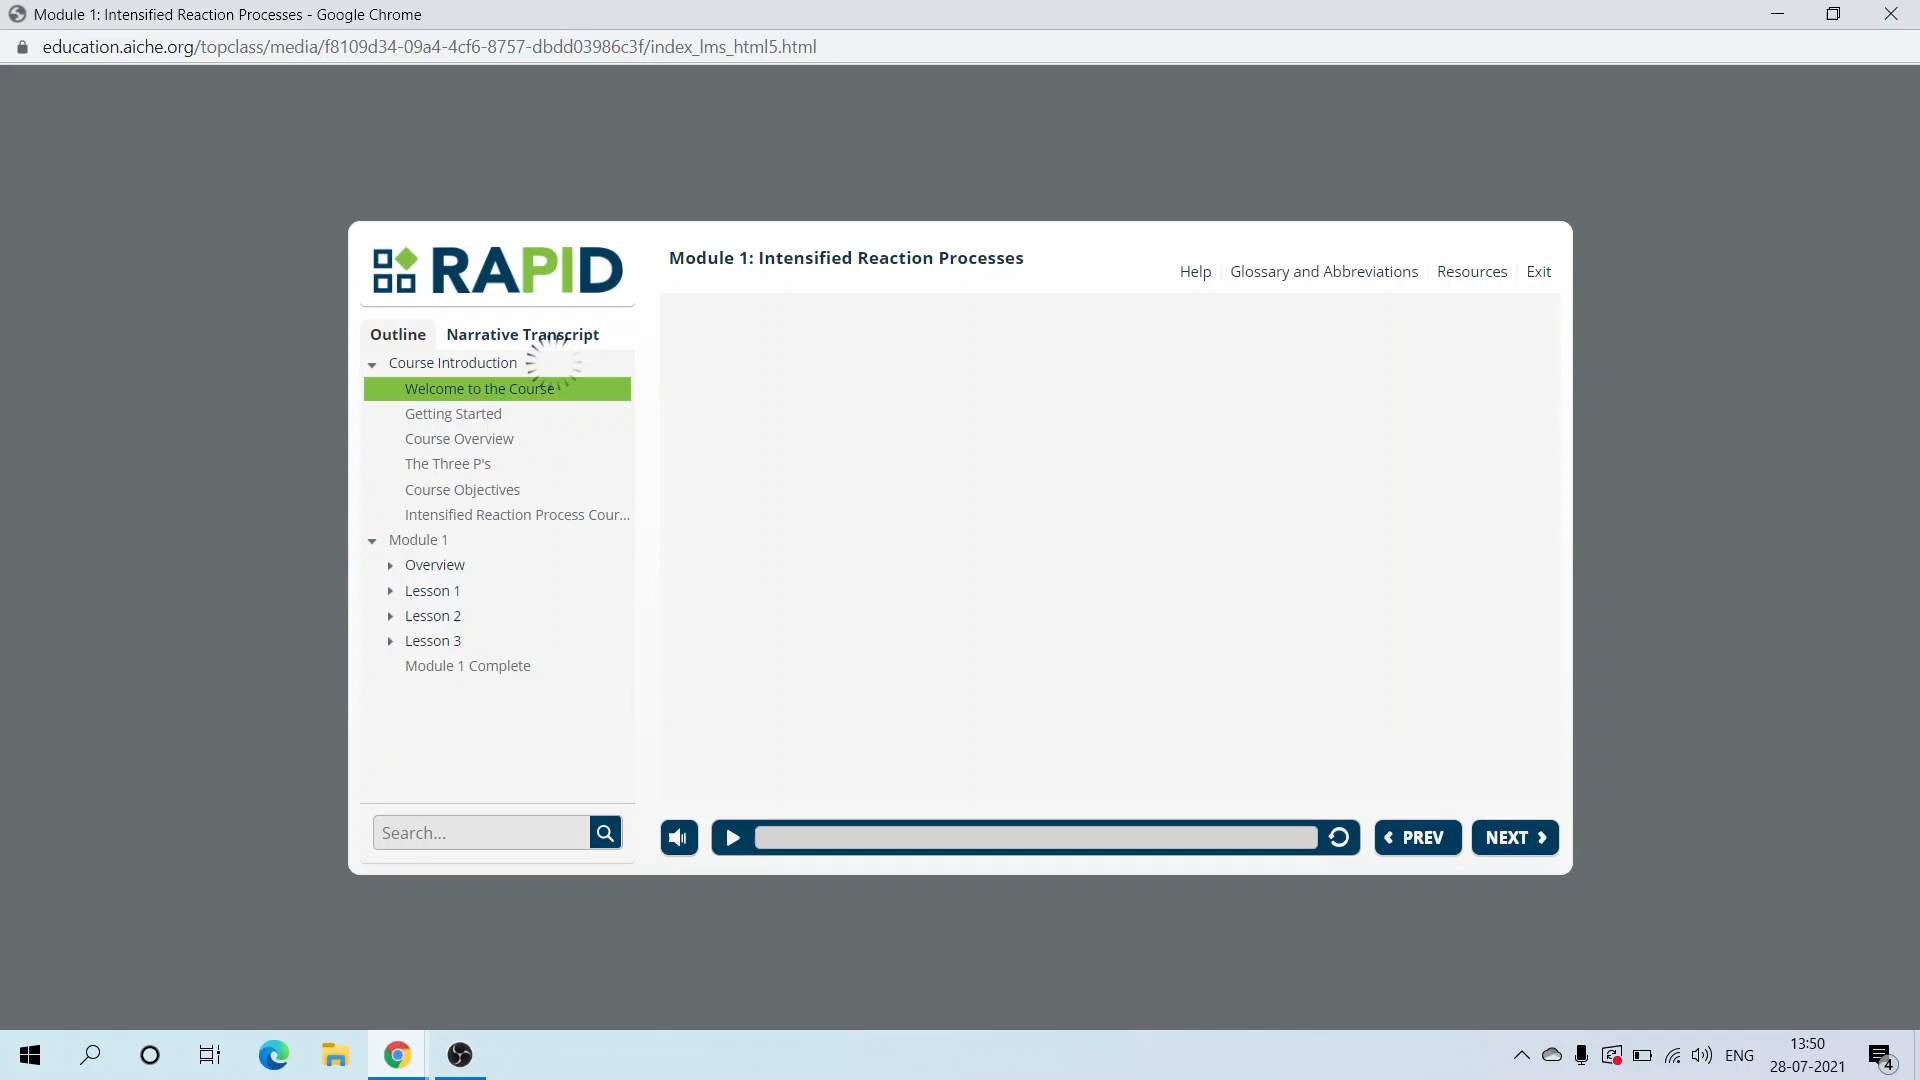 Module 1: Intensified Reaction Processes - Google Chrome
education.aiche.org/topclass/media/f8109d34-09a4-4cf6-8757-dbdd03986c3f/index_lms_html5.html
RAPID
Module 1: Intensified Reaction Processes
Help
Glossary and Abbreviations
Resources
Exit
Outline
Narrative Transcript
Course Introduction
Welcome to the Course
Getting Started
Course Overview
The Three P's
Course Objectives
Intensified Reaction Process Cour...
Module 1
Overview
Lesson 1
Lesson 2
Lesson 3
Module 1 Complete
Search...
PREV
NEXT
ENG
13:50
28-07-2021
4